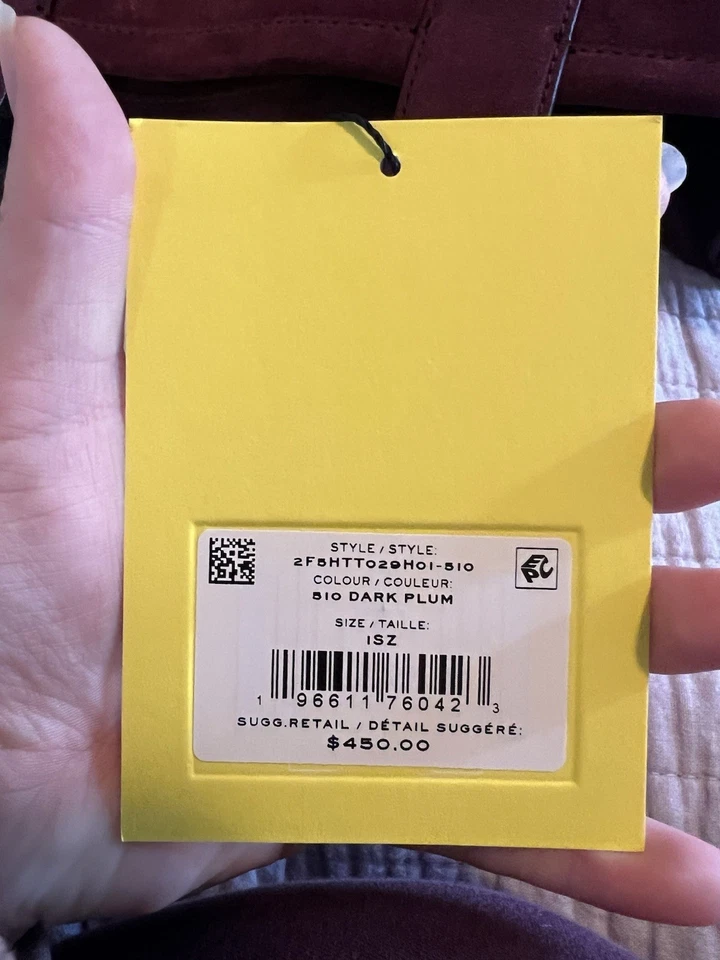 STYLE / STYLE:
2F5HTT029H01-510
COLOUR / COULEUR:
510 DARK PLUM
SIZE / TAILLE:
1SZ
1 96611 76042 3
SUGG.RETAIL / DÉTAIL SUGGÉRÉ:
$450.00
EPC